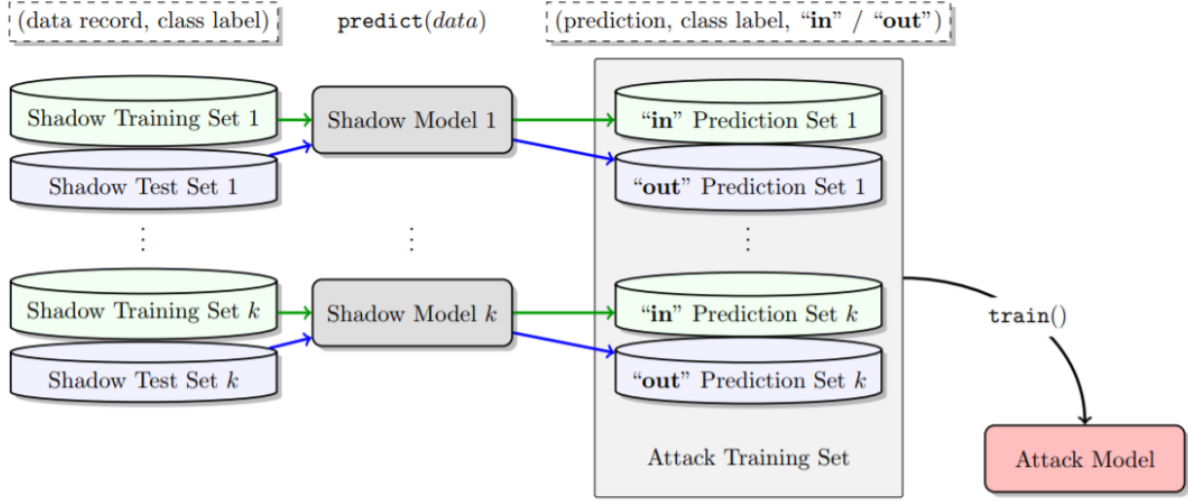 (data record, class label)
predict(data)
(prediction, class label, “in” / “out”)
Shadow Training Set 1
Shadow Model 1
“in” Prediction Set 1
Shadow Test Set 1
“out” Prediction Set 1
⋮
⋮
⋮
Shadow Training Set k
Shadow Model k
“in” Prediction Set k
train()
Shadow Test Set k
“out” Prediction Set k
Attack Training Set
Attack Model